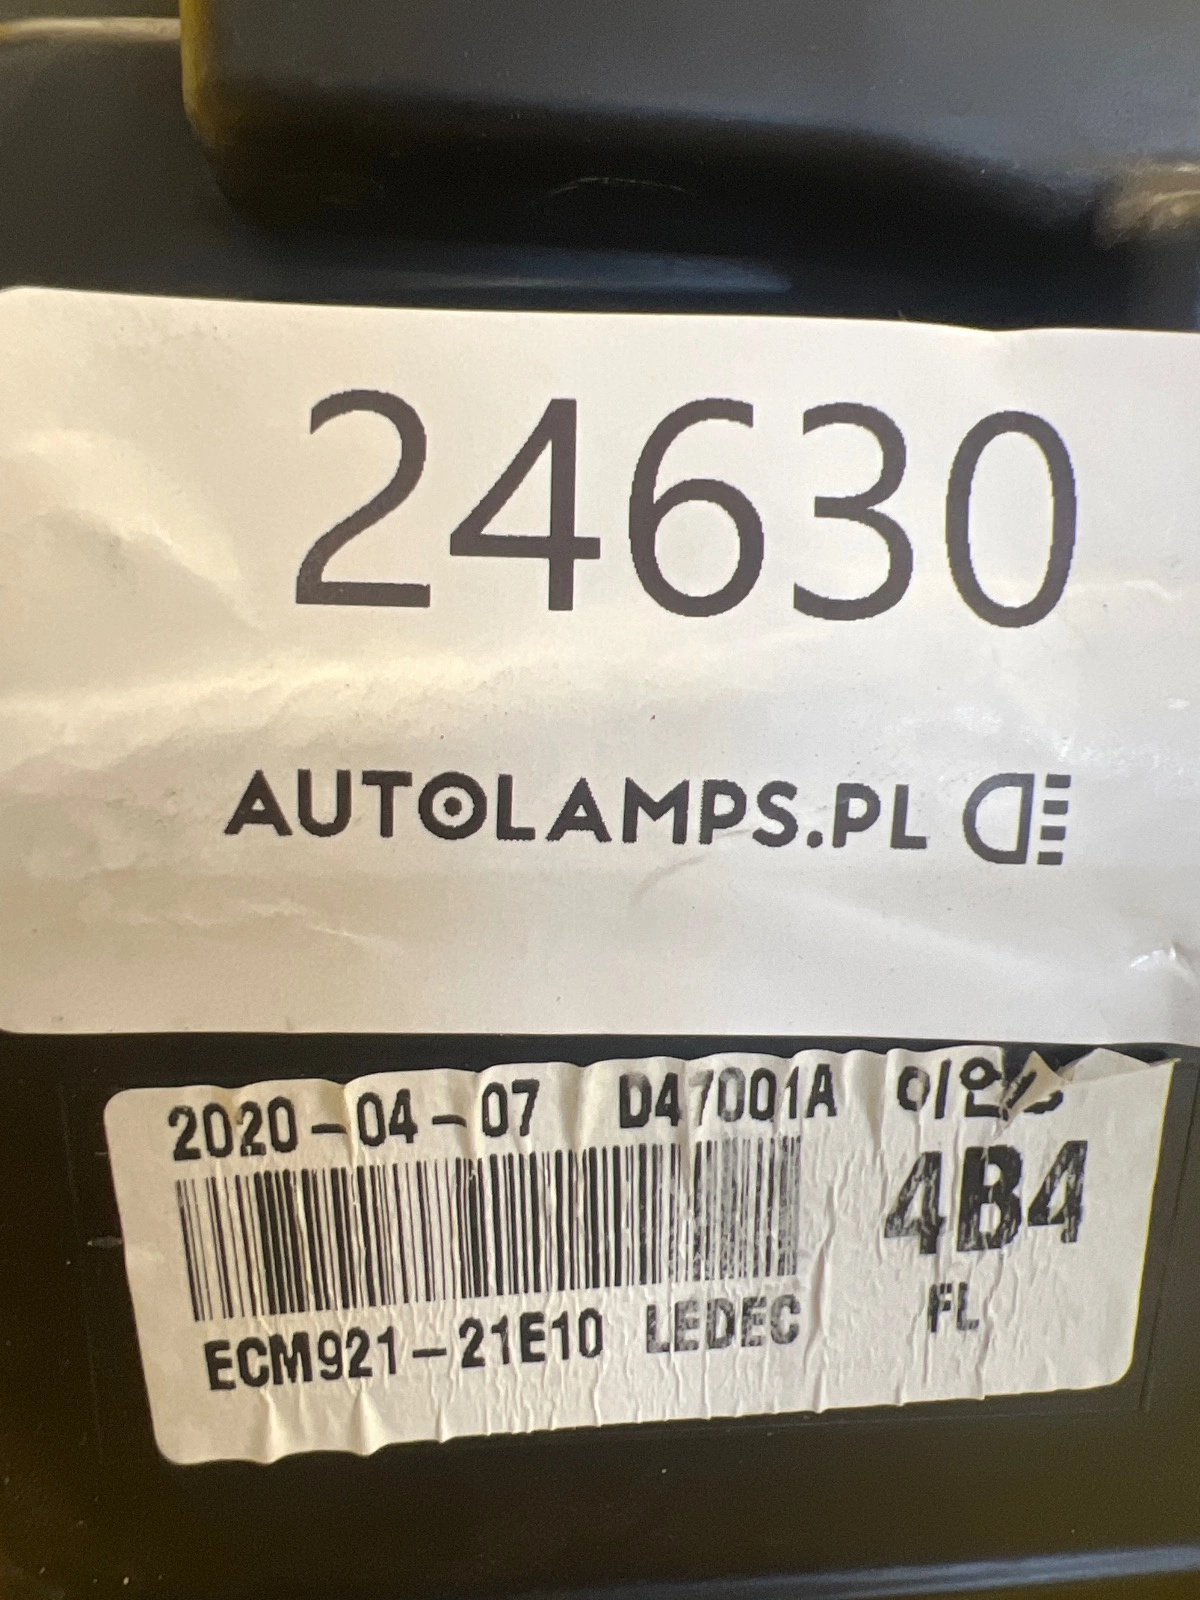 24630
AUTOLAMPS.PL
2020-04-07 D47001A
4B4
ECM921-21E10 LEDEC FL